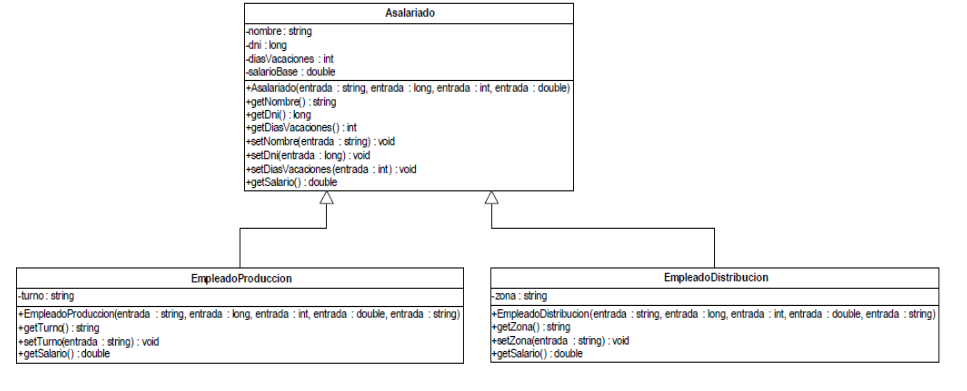 Asalariado
-nombre : string
-dni : long
-diasVacaciones : int
-salarioBase : double
+Asalariado(entrada : string, entrada : long, entrada : int, entrada : double)
+getNombre() : string
+getDni() : long
+getDiasVacaciones() : int
+setNombre(entrada : string) : void
+setDni(entrada : long) : void
+setDiasVacaciones(entrada : int) : void
+getSalario() : double
EmpleadoProduccion
-turno : string
+EmpleadoProduccion(entrada : string, entrada : long, entrada : int, entrada : double, entrada : string)
+getTurno() : string
+setTurno(entrada : string) : void
+getSalario() : double
EmpleadoDistribucion
-zona : string
+EmpleadoDistribucion(entrada : string, entrada : long, entrada : int, entrada : double, entrada : string)
+getZona() : string
+setZona(entrada : string) : void
+getSalario() : double